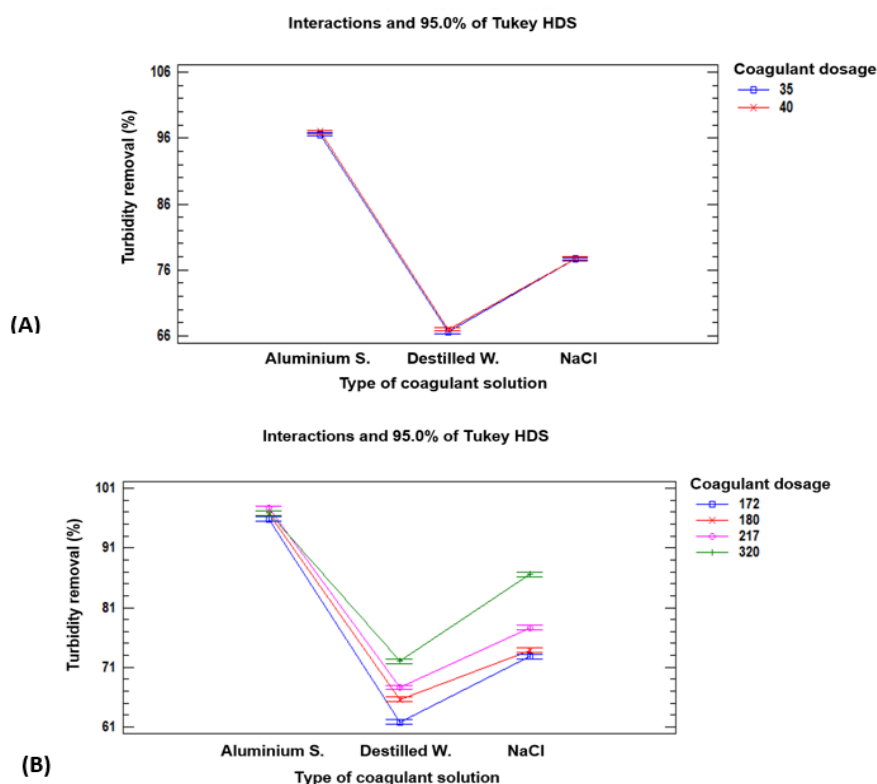 Interactions and 95.0% of Tukey HDS
Coagulant dosage
35
40
106
96
86
76
66
Turbidity removal (%)
(A)
Aluminium S. Destilled W. NaCl
Type of coagulant solution
Interactions and 95.0% of Tukey HDS
Coagulant dosage
172
180
217
320
101
91
81
71
61
Turbidity removal (%)
(B)
Aluminium S. Destilled W. NaCl
Type of coagulant solution